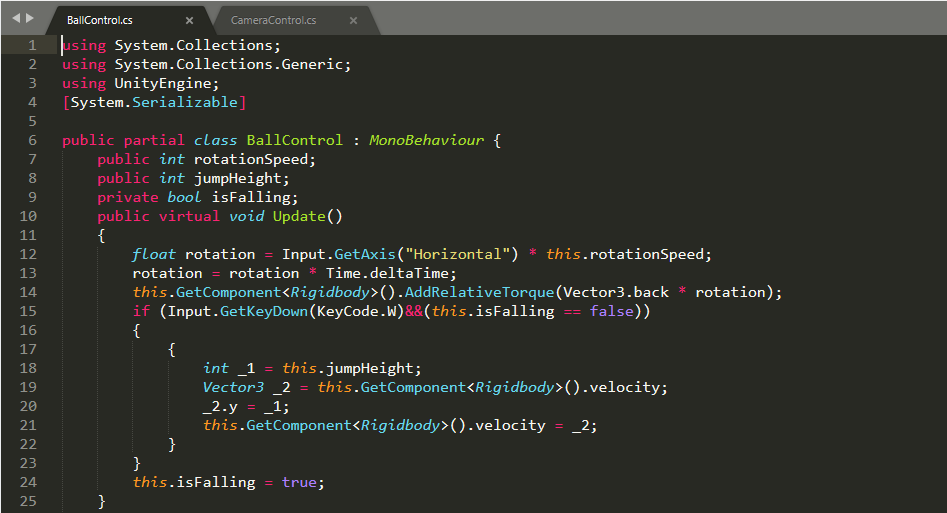 BallControl.cs × CameraControl.cs ×
1 using System.Collections;
2 using System.Collections.Generic;
3 using UnityEngine;
4 [System.Serializable]
5
6 public partial class BallControl : MonoBehaviour {
7     public int rotationSpeed;
8     public int jumpHeight;
9     private bool isFalling;
10     public virtual void Update()
11     {
12         float rotation = Input.GetAxis("Horizontal") * this.rotationSpeed;
13         rotation = rotation * Time.deltaTime;
14         this.GetComponent<Rigidbody>().AddRelativeTorque(Vector3.back * rotation);
15         if (Input.GetKeyDown(KeyCode.W)&&(this.isFalling == false))
16         {
17             {
18                 int _1 = this.jumpHeight;
19                 Vector3 _2 = this.GetComponent<Rigidbody>().velocity;
20                 _2.y = _1;
21                 this.GetComponent<Rigidbody>().velocity = _2;
22             }
23         }
24         this.isFalling = true;
25     }